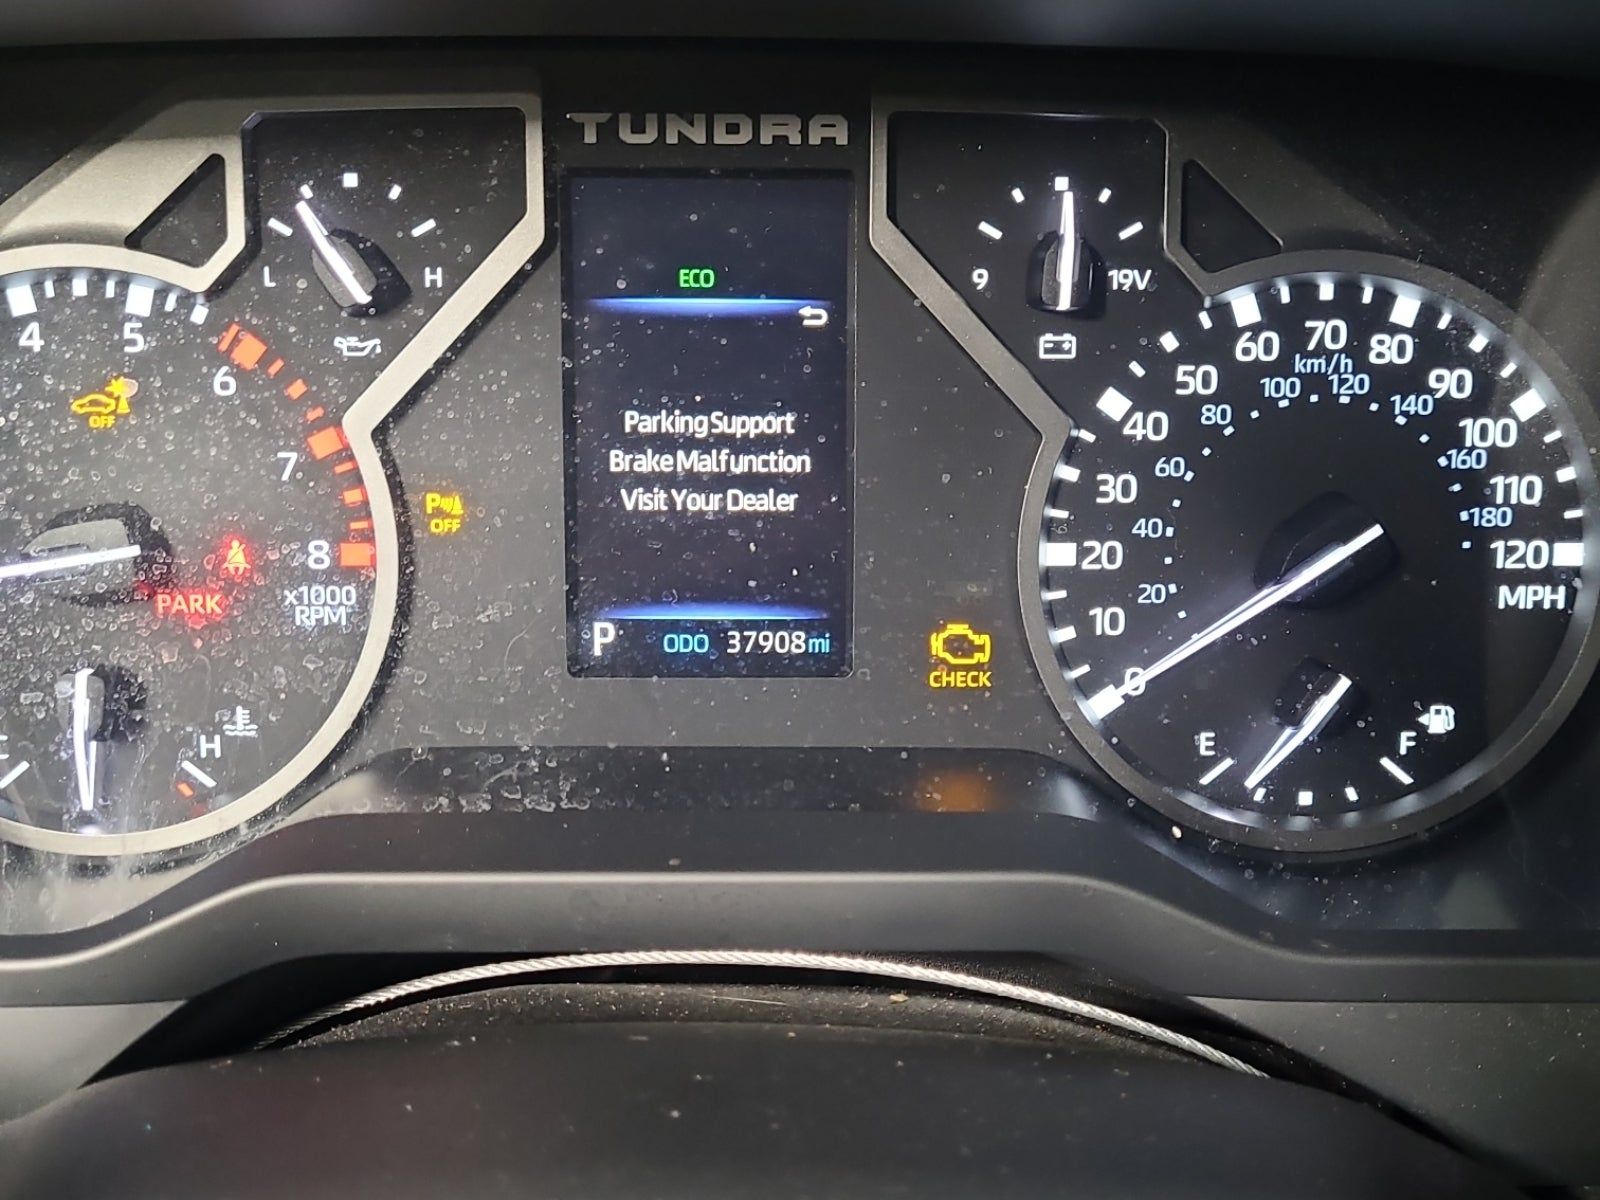 TUNDRA
4
5
6
7
8
x1000
RPM
OFF
PARK
L
H
C
H
P
OFF
ECO
Parking Support
Brake Malfunction
Visit Your Dealer
P ODO 37908 mi
CHECK
9
19V
0
10
20
30
40
50
60
70
80
90
100
110
120
MPH
km/h
20
40
60
80
100
120
140
160
180
E
F